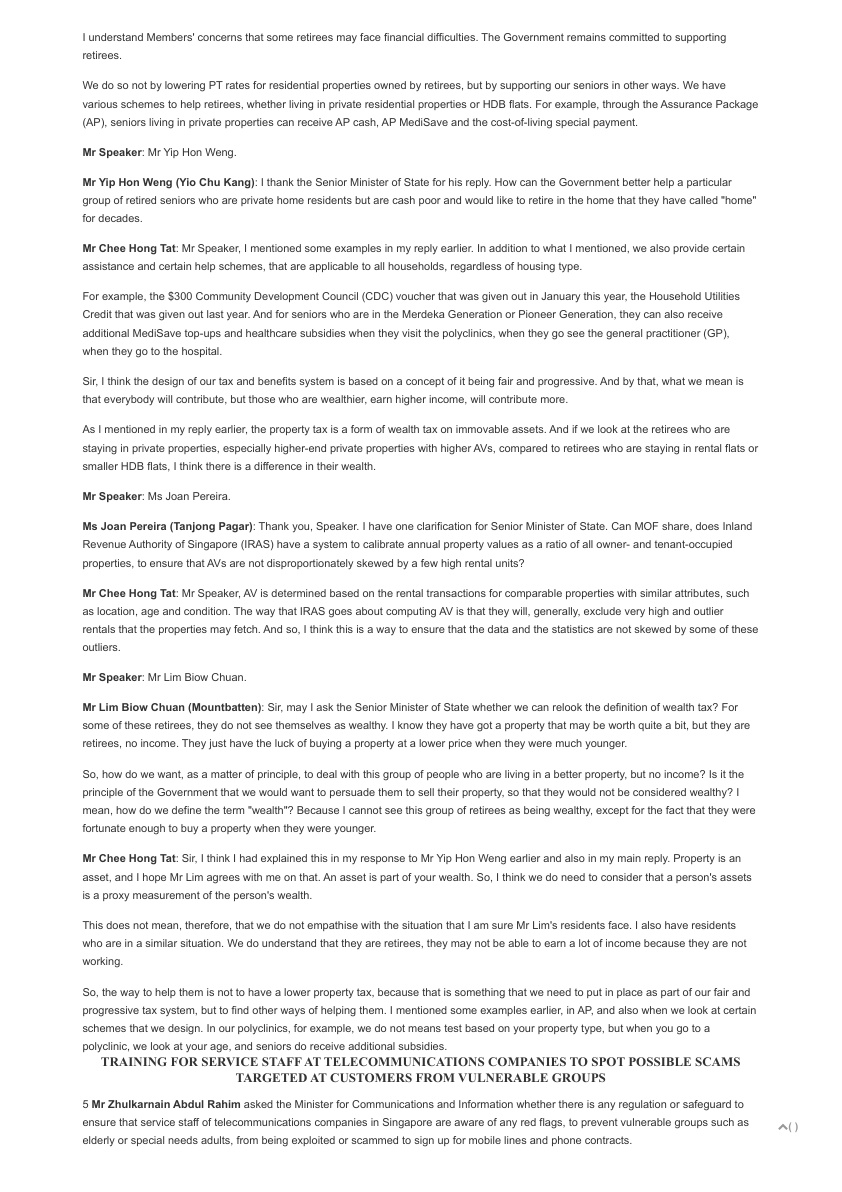 I understand Members' concerns that some retirees may face financial difficulties. The Government remains committed to supporting
retirees.
We do so not by lowering PT rates for residential properties owned by retirees, but by supporting our seniors in other ways. We have
various schemes to help retirees, whether living in private residential properties or HDB flats. For example, through the Assurance Package
(AP), seniors living in private properties can receive AP cash, AP MediSave and the cost-of-living special payment.
Mr Speaker: Mr Yip Hon Weng.
Mr Yip Hon Weng (Yio Chu Kang): I thank the Senior Minister of State for his reply. How can the Government better help a particular
group of retired seniors who are private home residents but are cash poor and would like to retire in the home that they have called "home"
for decades.
Mr Chee Hong Tat: Mr Speaker, I mentioned some examples in my reply earlier. In addition to what I mentioned, we also provide certain
assistance and certain help schemes, that are applicable to all households, regardless of housing type.
For example, the $300 Community Development Council (CDC) voucher that was given out in January this year, the Household Utilities
Credit that was given out last year. And for seniors who are in the Merdeka Generation or Pioneer Generation, they can also receive
additional MediSave top-ups and healthcare subsidies when they visit the polyclinics, when they go see the general practitioner (GP),
when they go to the hospital.
Sir, I think the design of our tax and benefits system is based on a concept of it being fair and progressive. And by that, what we mean is
that everybody will contribute, but those who are wealthier, earn higher income, will contribute more.
As I mentioned in my reply earlier, the property tax is a form of wealth tax on immovable assets. And if we look at the retirees who are
staying in private properties, especially higher-end private properties with higher AVs, compared to retirees who are staying in rental flats or
smaller HDB flats, I think there is a difference in their wealth.
Mr Speaker: Ms Joan Pereira.
Ms Joan Pereira (Tanjong Pagar): Thank you, Speaker. I have one clarification for Senior Minister of State. Can MOF share, does Inland
Revenue Authority of Singapore (IRAS) have a system to calibrate annual property values as a ratio of all owner- and tenant-occupied
properties, to ensure that AVs are not disproportionately skewed by a few high rental units?
Mr Chee Hong Tat: Mr Speaker, AV is determined based on the rental transactions for comparable properties with similar attributes, such
as location, age and condition. The way that IRAS goes about computing AV is that they will, generally, exclude very high and outlier
rentals that the properties may fetch. And so, I think this is a way to ensure that the data and the statistics are not skewed by some of these
outliers.
Mr Speaker: Mr Lim Biow Chuan.
Mr Lim Biow Chuan (Mountbatten): Sir, may I ask the Senior Minister of State whether we can relook the definition of wealth tax? For
some of these retirees, they do not see themselves as wealthy. I know they have got a property that may be worth quite a bit, but they are
retirees, no income. They just have the luck of buying a property at a lower price when they were much younger.
So, how do we want, as a matter of principle, to deal with this group of people who are living in a better property, but no income? Is it the
principle of the Government that we would want to persuade them to sell their property, so that they would not be considered wealthy? I
mean, how do we define the term "wealth"? Because I cannot see this group of retirees as being wealthy, except for the fact that they were
fortunate enough to buy a property when they were younger.
Mr Chee Hong Tat: Sir, I think I had explained this in my response to Mr Yip Hon Weng earlier and also in my main reply. Property is an
asset, and I hope Mr Lim agrees with me on that. An asset is part of your wealth. So, I think we do need to consider that a person's assets
is a proxy measurement of the person's wealth.
This does not mean, therefore, that we do not empathise with the situation that I am sure Mr Lim's residents face. I also have residents
who are in a similar situation. We do understand that they are retirees, they may not be able to earn a lot of income because they are not
working.
So, the way to help them is not to have a lower property tax, because that is something that we need to put in place as part of our fair and
progressive tax system, but to find other ways of helping them. I mentioned some examples earlier, in AP, and also when we look at certain
schemes that we design. In our polyclinics, for example, we do not means test based on your property type, but when you go to a
polyclinic, we look at your age, and seniors do receive additional subsidies.
TRAINING FOR SERVICE STAFF AT TELECOMMUNICATIONS COMPANIES TO SPOT POSSIBLE SCAMS
TARGETED AT CUSTOMERS FROM VULNERABLE GROUPS
5 Mr Zhulkarnain Abdul Rahim asked the Minister for Communications and Information whether there is any regulation or safeguard to
ensure that service staff of telecommunications companies in Singapore are aware of any red flags, to prevent vulnerable groups such as
elderly or special needs adults, from being exploited or scammed to sign up for mobile lines and phone contracts.
( )